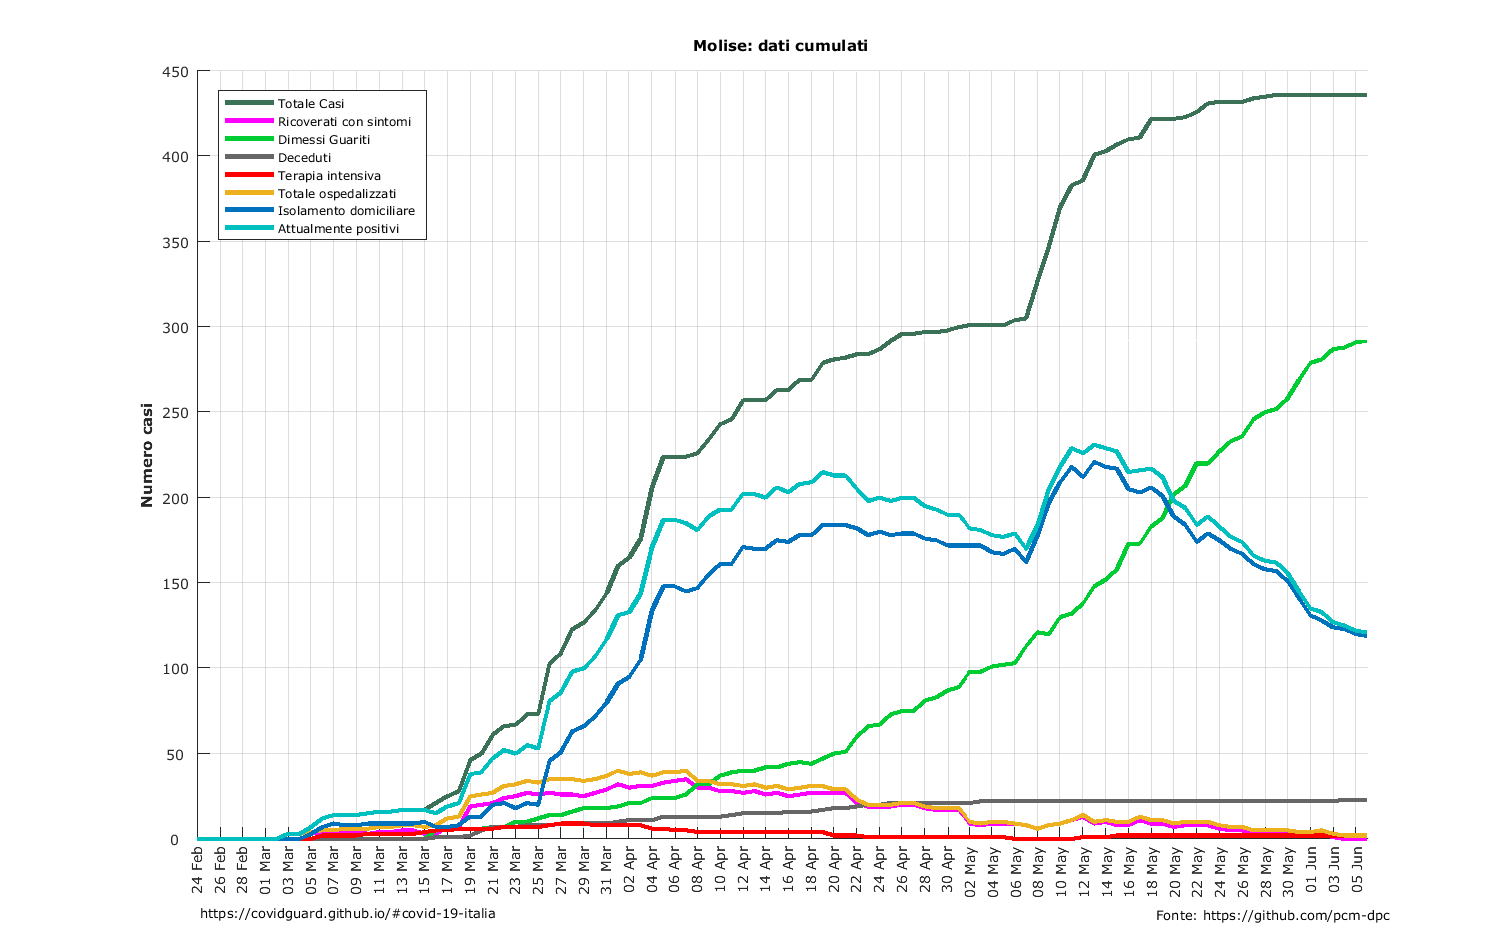 Molise: dati cumulati
Numero casi
450
400
350
300
250
200
150
100
50
0
Totale Casi
Ricoverati con sintomi
Dimessi Guariti
Deceduti
Terapia intensiva
Totale ospedalizzati
Isolamento domiciliare
Attualmente positivi
24 Feb
26 Feb
28 Feb
01 Mar
03 Mar
05 Mar
07 Mar
09 Mar
11 Mar
13 Mar
15 Mar
17 Mar
19 Mar
21 Mar
23 Mar
25 Mar
27 Mar
29 Mar
31 Mar
02 Apr
04 Apr
06 Apr
08 Apr
10 Apr
12 Apr
14 Apr
16 Apr
18 Apr
20 Apr
22 Apr
24 Apr
26 Apr
28 Apr
30 Apr
02 May
04 May
06 May
08 May
10 May
12 May
14 May
16 May
18 May
20 May
22 May
24 May
26 May
28 May
30 May
01 Jun
03 Jun
05 Jun
https://covidguard.github.io/#covid-19-italia
Fonte: https://github.com/pcm-dpc